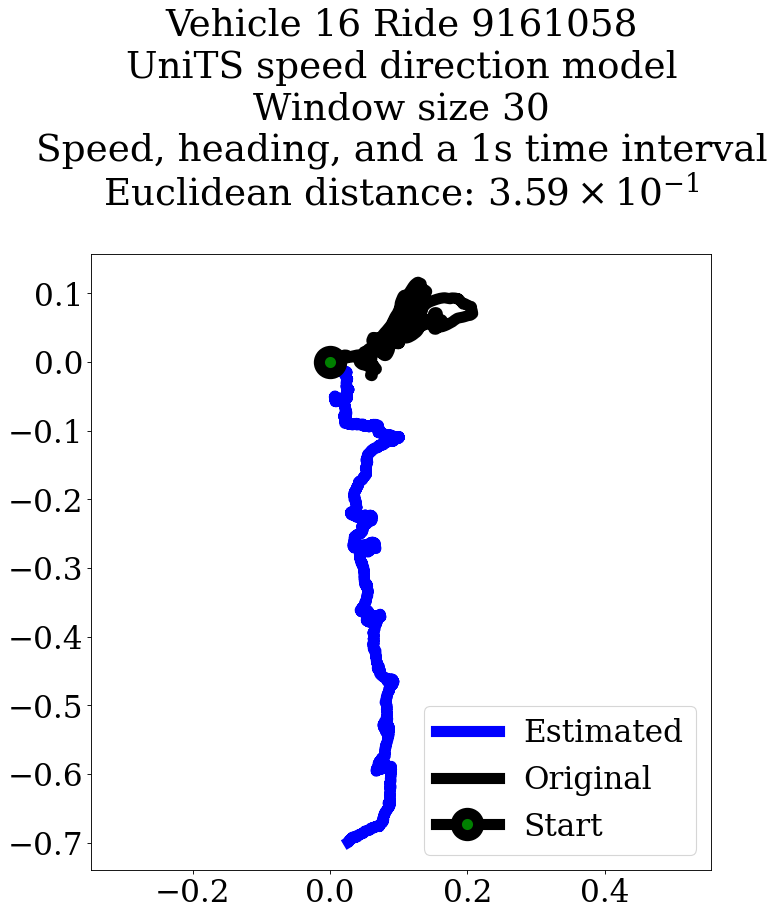 Vehicle 16 Ride 9161058
UniTS speed direction model
Window size 30
Speed, heading, and a 1s time interval
Euclidean distance: 3.59 × 10⁻¹
0.1
0.0
−0.1
−0.2
−0.3
−0.4
−0.5
−0.6
−0.7
Estimated
Original
Start
−0.2 0.0 0.2 0.4